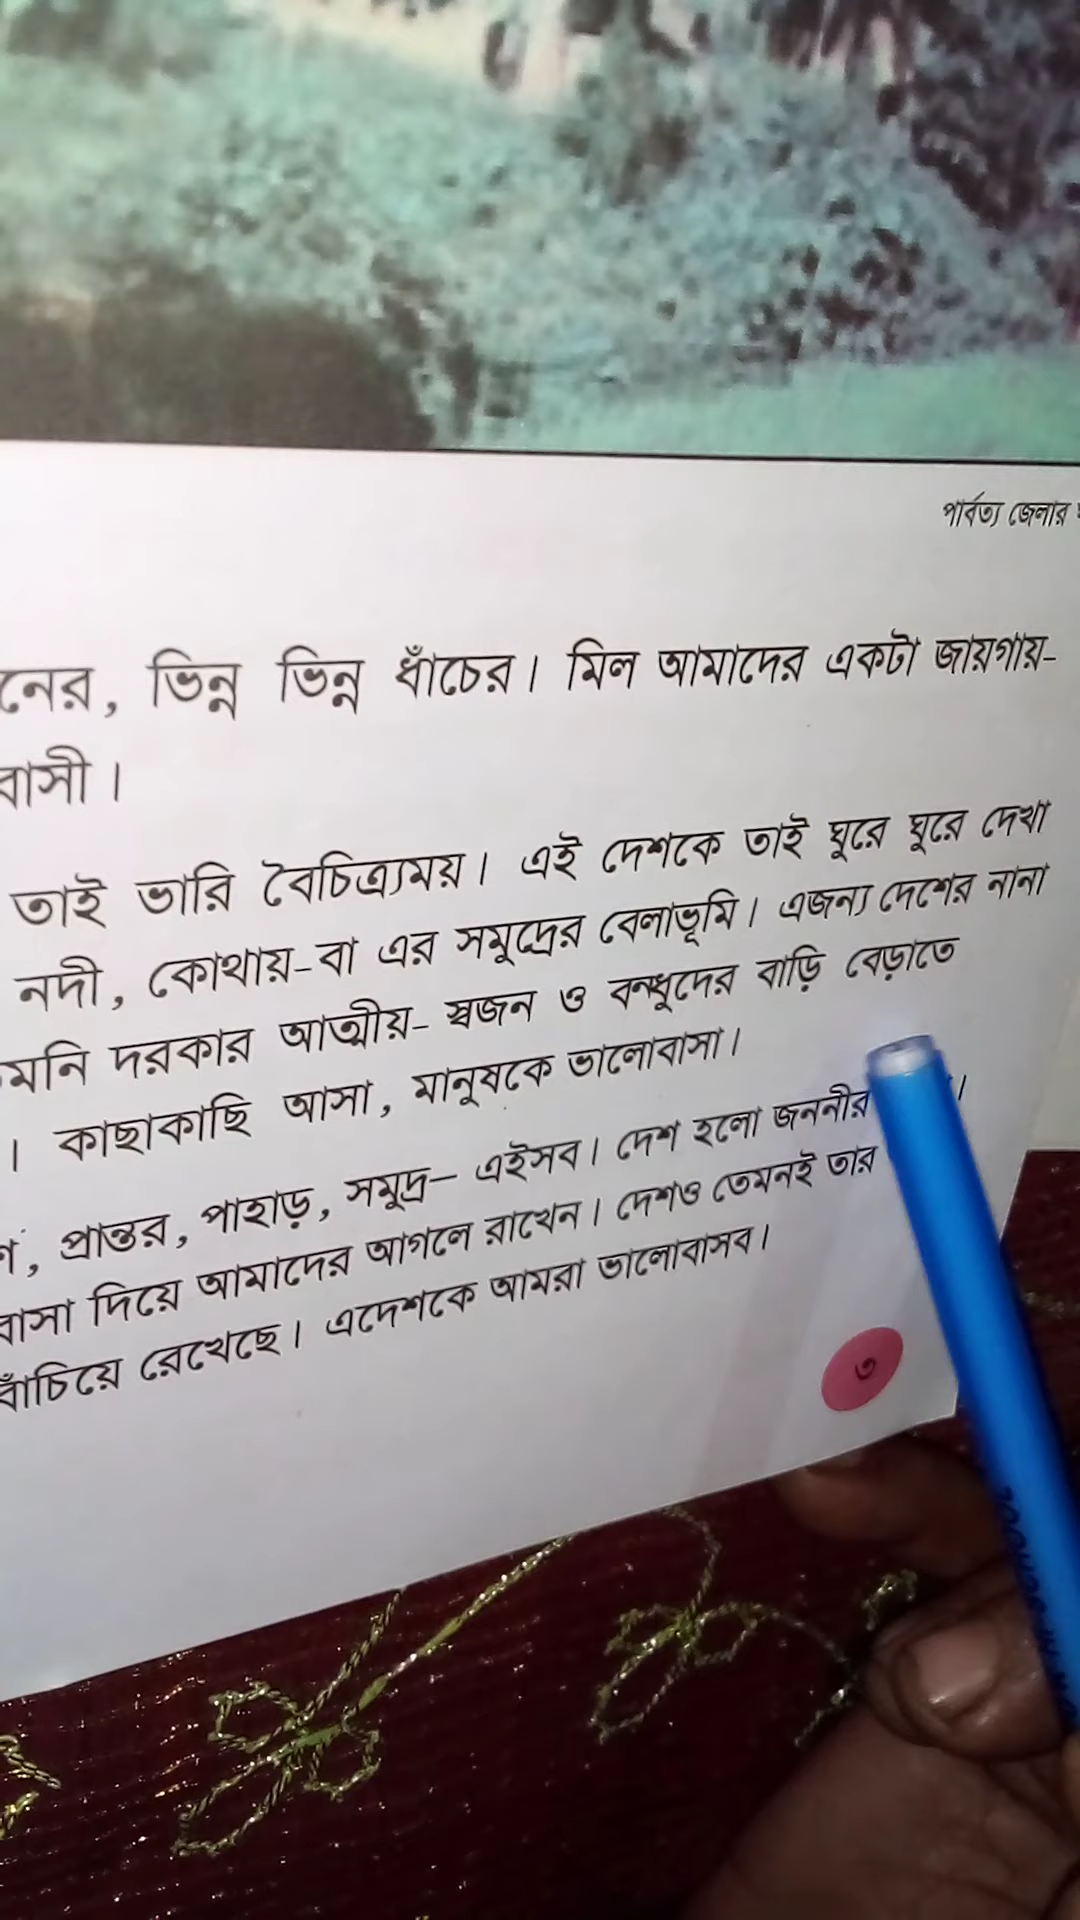 পার্বত্য জেলার
নের, ভিন্ন ভিন্ন ধাঁচের। মিল আমাদের একটা জায়গায়-
বাসী।
তাই ভারি বৈচিত্র্যময়। এই দেশকে তাই ঘুরে ঘুরে দেখা
নদী, কোথায়-বা এর সমুদ্রের বেলাভূমি। এজন্য দেশের নানা
মনি দরকার আত্মীয়- স্বজন ও বন্ধুদের বাড়ি বেড়াতে
। কাছাকাছি আসা, মানুষকে ভালোবাসা।
, প্রান্তর, পাহাড়, সমুদ্র– এইসব। দেশ হলো জননীর
বাসা দিয়ে আমাদের আগলে রাখেন। দেশও তেমনই তার
বাঁচিয়ে রেখেছে। এদেশকে আমরা ভালোবাসব।
৩